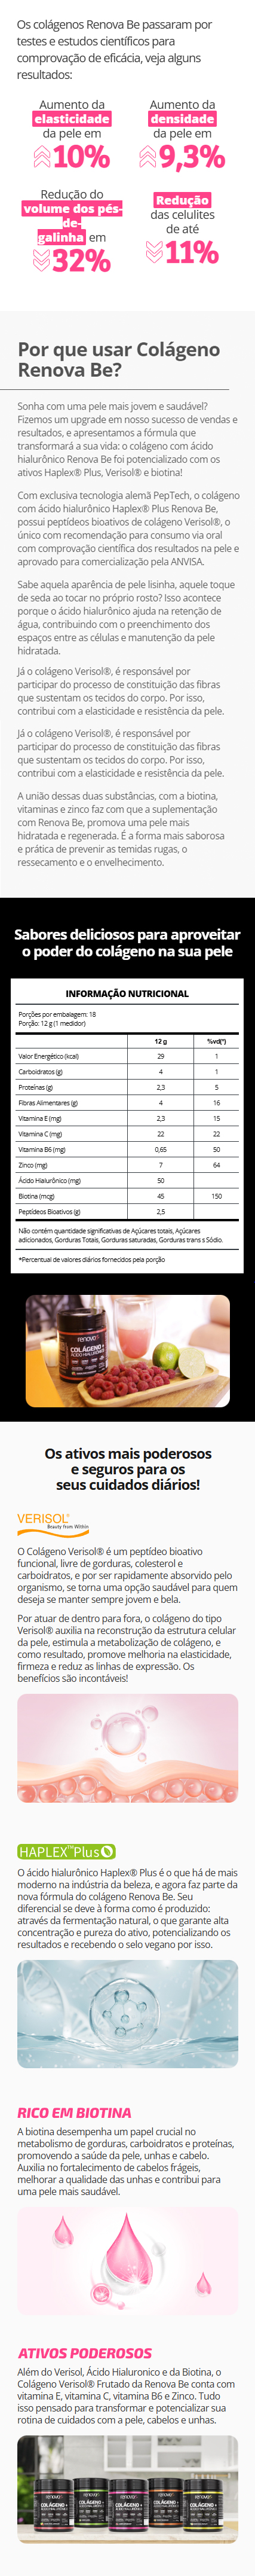 Os colágenos Renova Be passaram por
testes e estudos científicos para
comprovação de eficácia, veja alguns
resultados:
Aumento da
elasticidade
da pele em
10%
Aumento da
densidade
da pele em
9,3%
Redução do
volume dos pés-
de-
galinha em
32%
Redução
das celulites
de até
11%
Por que usar Colágeno
Renova Be?
Sonha com uma pele mais jovem e saudável?
Fizemos um upgrade em nosso sucesso de vendas e
resultados, e apresentamos a fórmula que
transformará a sua vida: o colágeno com ácido
hialurônico Renova Be foi potencializado com os
ativos Haplex® Plus, Verisol® e biotina!
Com exclusiva tecnologia alemã PepTech, o colágeno
com ácido hialurônico Haplex® Plus Renova Be,
possui peptídeos bioativos de colágeno Verisol®, o
único com recomendação para consumo via oral
com comprovação científica dos resultados na pele e
aprovado para comercialização pela ANVISA.
Sabe aquela aparência de pele lisinha, aquele toque
de seda ao tocar no próprio rosto? Isso acontece
porque o ácido hialurônico ajuda na retenção de
água, contribuindo com o preenchimento dos
espaços entre as células e manutenção da pele
hidratada.
Já o colágeno Verisol®, é responsável por
participar do processo de constituição das fibras
que sustentam os tecidos do corpo. Por isso,
contribui com a elasticidade e resistência da pele.
Já o colágeno Verisol®, é responsável por
participar do processo de constituição das fibras
que sustentam os tecidos do corpo. Por isso,
contribui com a elasticidade e resistência da pele.
A união dessas duas substâncias, com a biotina,
vitaminas e zinco faz com que a suplementação
com Renova Be, promova uma pele mais
hidratada e regenerada. É a forma mais saborosa
e prática de prevenir as temidas rugas, o
ressecamento e o envelhecimento.
Sabores deliciosos para aproveitar
o poder do colágeno na sua pele
INFORMAÇÃO NUTRICIONAL
Porções por embalagem: 18
Porção: 12 g (1 medidor)
12 g %vd(*)
Valor Energético (kcal) 29 1
Carboidratos (g) 4 1
Proteínas (g) 2,3 5
Fibras Alimentares (g) 4 16
Vitamina E (mg) 2,3 15
Vitamina C (mg) 22 22
Vitamina B6 (mg) 0,65 50
Zinco (mg) 7 64
Ácido Hialurônico (mg) 50
Biotina (mcg) 45 150
Peptídeos Bioativos (g) 2,5
Não contém quantidade significativas de Açúcares totais, Açúcares
adicionados, Gorduras Totais, Gorduras saturadas, Gorduras trans s Sódio.
*Percentual de valores diários fornecidos pela porção
renova
COLÁGENO +
ÁCIDO HIALURÔNICO
Os ativos mais poderosos
e seguros para os
seus cuidados diários!
VERISOL®
Beauty from Within
O Colágeno Verisol® é um peptídeo bioativo
funcional, livre de gorduras, colesterol e
carboidratos, e por ser rapidamente absorvido pelo
organismo, se torna uma opção saudável para quem
deseja se manter sempre jovem e bela.
Por atuar de dentro para fora, o colágeno do tipo
Verisol® auxilia na reconstrução da estrutura celular
da pele, estimula a metabolização de colágeno, e
como resultado, promove melhoria na elasticidade,
firmeza e reduz as linhas de expressão. Os
benefícios são incontáveis!
HAPLEX™Plus
O ácido hialurônico Haplex® Plus é o que há de mais
moderno na indústria da beleza, e agora faz parte da
nova fórmula do colágeno Renova Be. Seu
diferencial se deve à forma como é produzido:
através da fermentação natural, o que garante alta
concentração e pureza do ativo, potencializando os
resultados e recebendo o selo vegano por isso.
RICO EM BIOTINA
A biotina desempenha um papel crucial no
metabolismo de gorduras, carboidratos e proteínas,
promovendo a saúde da pele, unhas e cabelo.
Auxilia no fortalecimento de cabelos frágeis,
melhorar a qualidade das unhas e contribui para
uma pele mais saudável.
ATIVOS PODEROSOS
Além do Verisol, Ácido Hialuronico e da Biotina, o
Colágeno Verisol® Frutado da Renova Be conta com
vitamina E, vitamina C, vitamina B6 e Zinco. Tudo
isso pensado para transformar e potencializar sua
rotina de cuidados com a pele, cabelos e unhas.
renova renova renova renova renova
COLÁGENO + COLÁGENO + COLÁGENO + COLÁGENO + COLÁGENO +